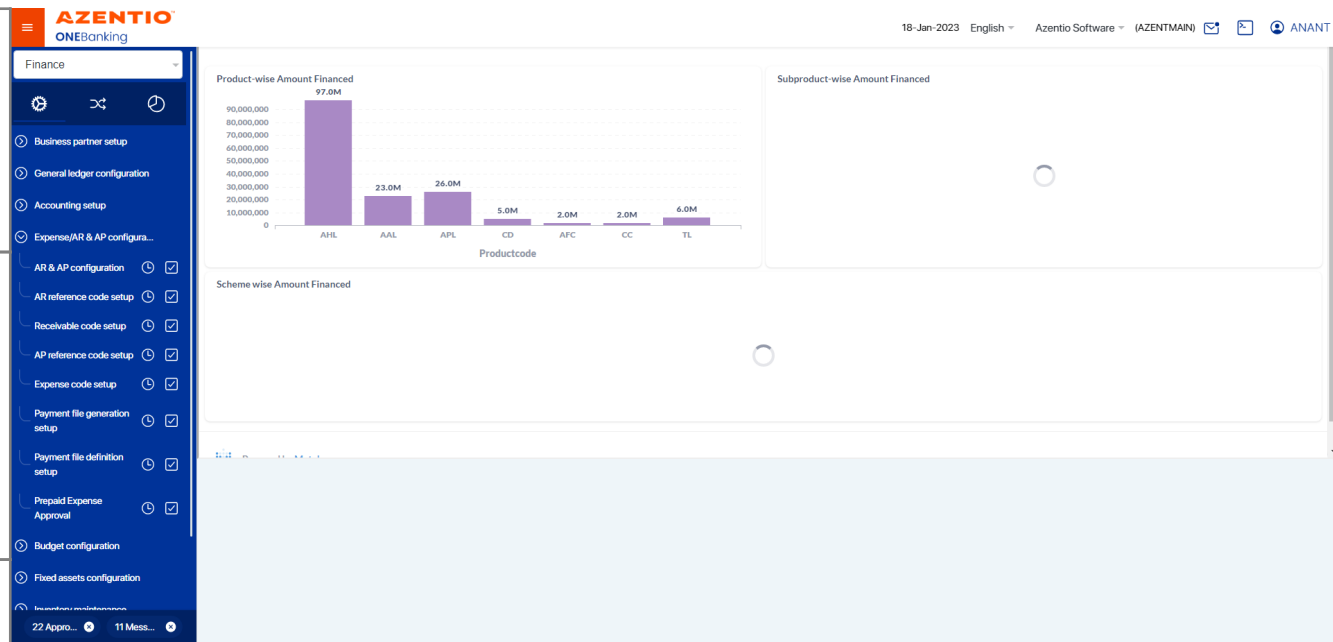 AZENTIO
ONEBanking
18-Jan-2023 English Azentio Software (AZENTMAIN) ANANT
Finance
Business partner setup
General ledger configuration
Accounting setup
Expense/AR & AP configura...
AR & AP configuration
AR reference code setup
Receivable code setup
AP reference code setup
Expense code setup
Payment file generation
setup
Payment file definition
setup
Prepaid Expense
Approval
Budget configuration
Fixed assets configuration
Inventory maintenance
22 Appro... 11 Mess...
Product-wise Amount Financed
97.0M
90,000,000
80,000,000
70,000,000
60,000,000
50,000,000
40,000,000
30,000,000
20,000,000
10,000,000
0
23.0M
26.0M
5.0M
2.0M
2.0M
6.0M
AHL AAL APL CD AFC CC TL
Productcode
Subproduct-wise Amount Financed
Scheme wise Amount Financed